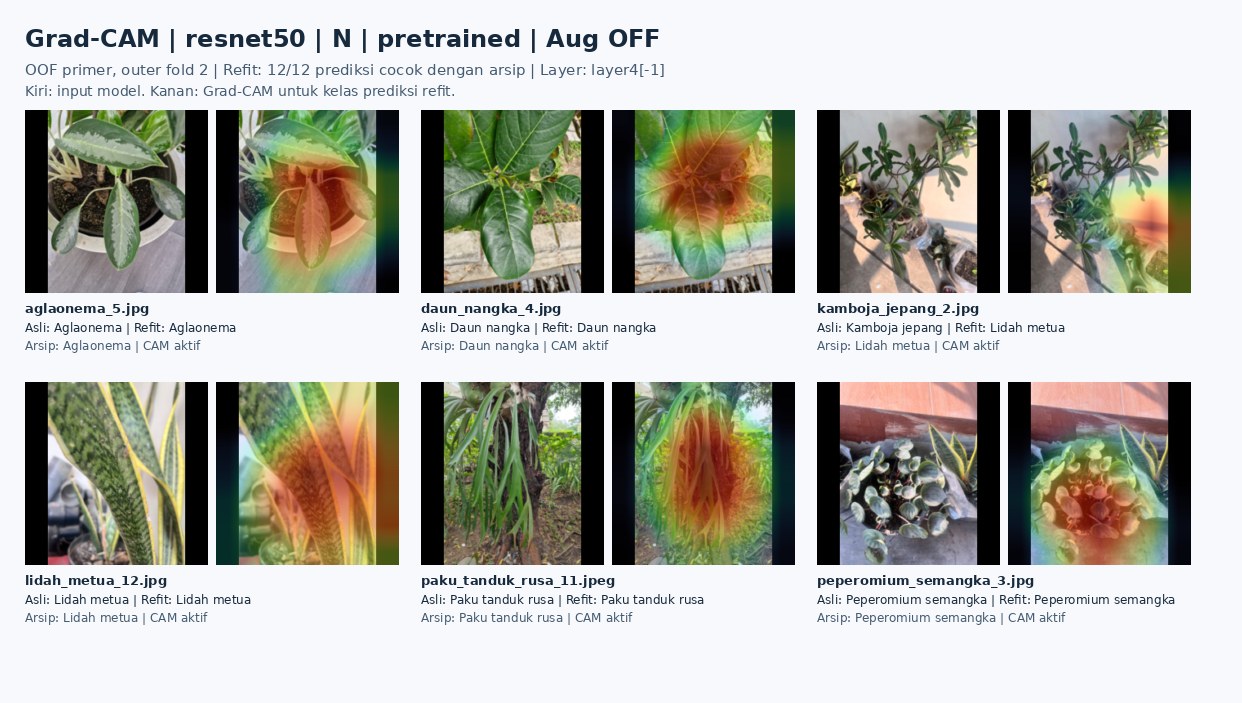 Grad-CAM | resnet50 | N | pretrained | Aug OFF
OOF primer, outer fold 2 | Refit: 12/12 prediksi cocok dengan arsip | Layer: layer4[-1]
Kiri: input model. Kanan: Grad-CAM untuk kelas prediksi refit.
aglaonema_5.jpg
Asli: Aglaonema | Refit: Aglaonema
Arsip: Aglaonema | CAM aktif
daun_nangka_4.jpg
Asli: Daun nangka | Refit: Daun nangka
Arsip: Daun nangka | CAM aktif
kamboja_jepang_2.jpg
Asli: Kamboja jepang | Refit: Lidah metua
Arsip: Lidah metua | CAM aktif
lidah_metua_12.jpg
Asli: Lidah metua | Refit: Lidah metua
Arsip: Lidah metua | CAM aktif
paku_tanduk_rusa_11.jpeg
Asli: Paku tanduk rusa | Refit: Paku tanduk rusa
Arsip: Paku tanduk rusa | CAM aktif
peperomium_semangka_3.jpg
Asli: Peperomium semangka | Refit: Peperomium semangka
Arsip: Peperomium semangka | CAM aktif